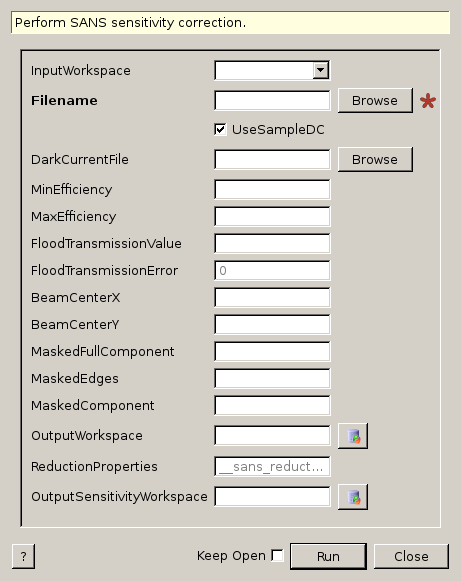 Perform SANS sensitivity correction.
InputWorkspace
Filename Browse
UseSampleDC
DarkCurrentFile Browse
MinEfficiency
MaxEfficiency
FloodTransmissionValue
FloodTransmissionError 0
BeamCenterX
BeamCenterY
MaskedFullComponent
MaskedEdges
MaskedComponent
OutputWorkspace
ReductionProperties __sans_reduct...
OutputSensitivityWorkspace
? Keep Open Run Close